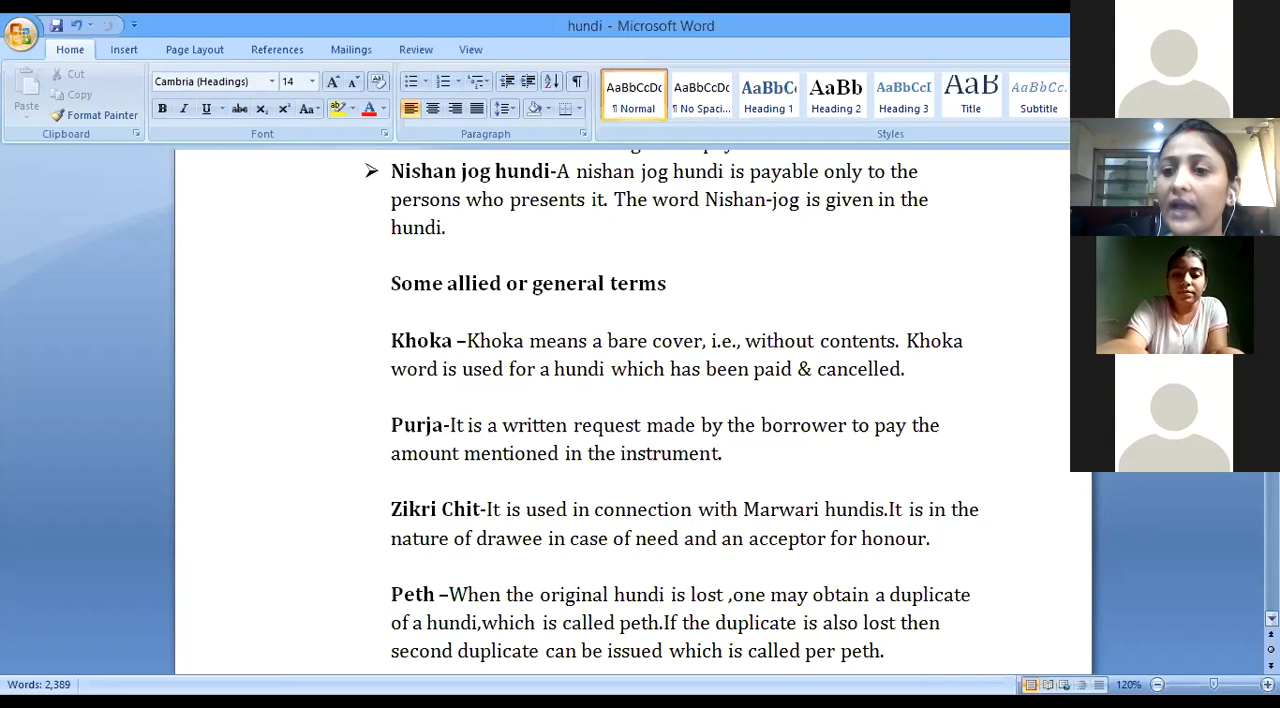 hundi - Microsoft Word
Home Insert Page Layout References Mailings Review View
Cut
Copy
Paste
Format Painter
Clipboard
Cambria (Headings) 14
Font
Paragraph
AaBbCcDc AaBbCcDc AaBbC AaBb AaBbCcI AaB AaBbCc.
¶ Normal ¶ No Spaci... Heading 1 Heading 2 Heading 3 Title Subtitle
Styles
➢ Nishan jog hundi-A nishan jog hundi is payable only to the
persons who presents it. The word Nishan-jog is given in the
hundi.
Some allied or general terms
Khoka –Khoka means a bare cover, i.e., without contents. Khoka
word is used for a hundi which has been paid & cancelled.
Purja-It is a written request made by the borrower to pay the
amount mentioned in the instrument.
Zikri Chit-It is used in connection with Marwari hundis.It is in the
nature of drawee in case of need and an acceptor for honour.
Peth –When the original hundi is lost ,one may obtain a duplicate
of a hundi,which is called peth.If the duplicate is also lost then
second duplicate can be issued which is called per peth.
Words: 2,389
120%